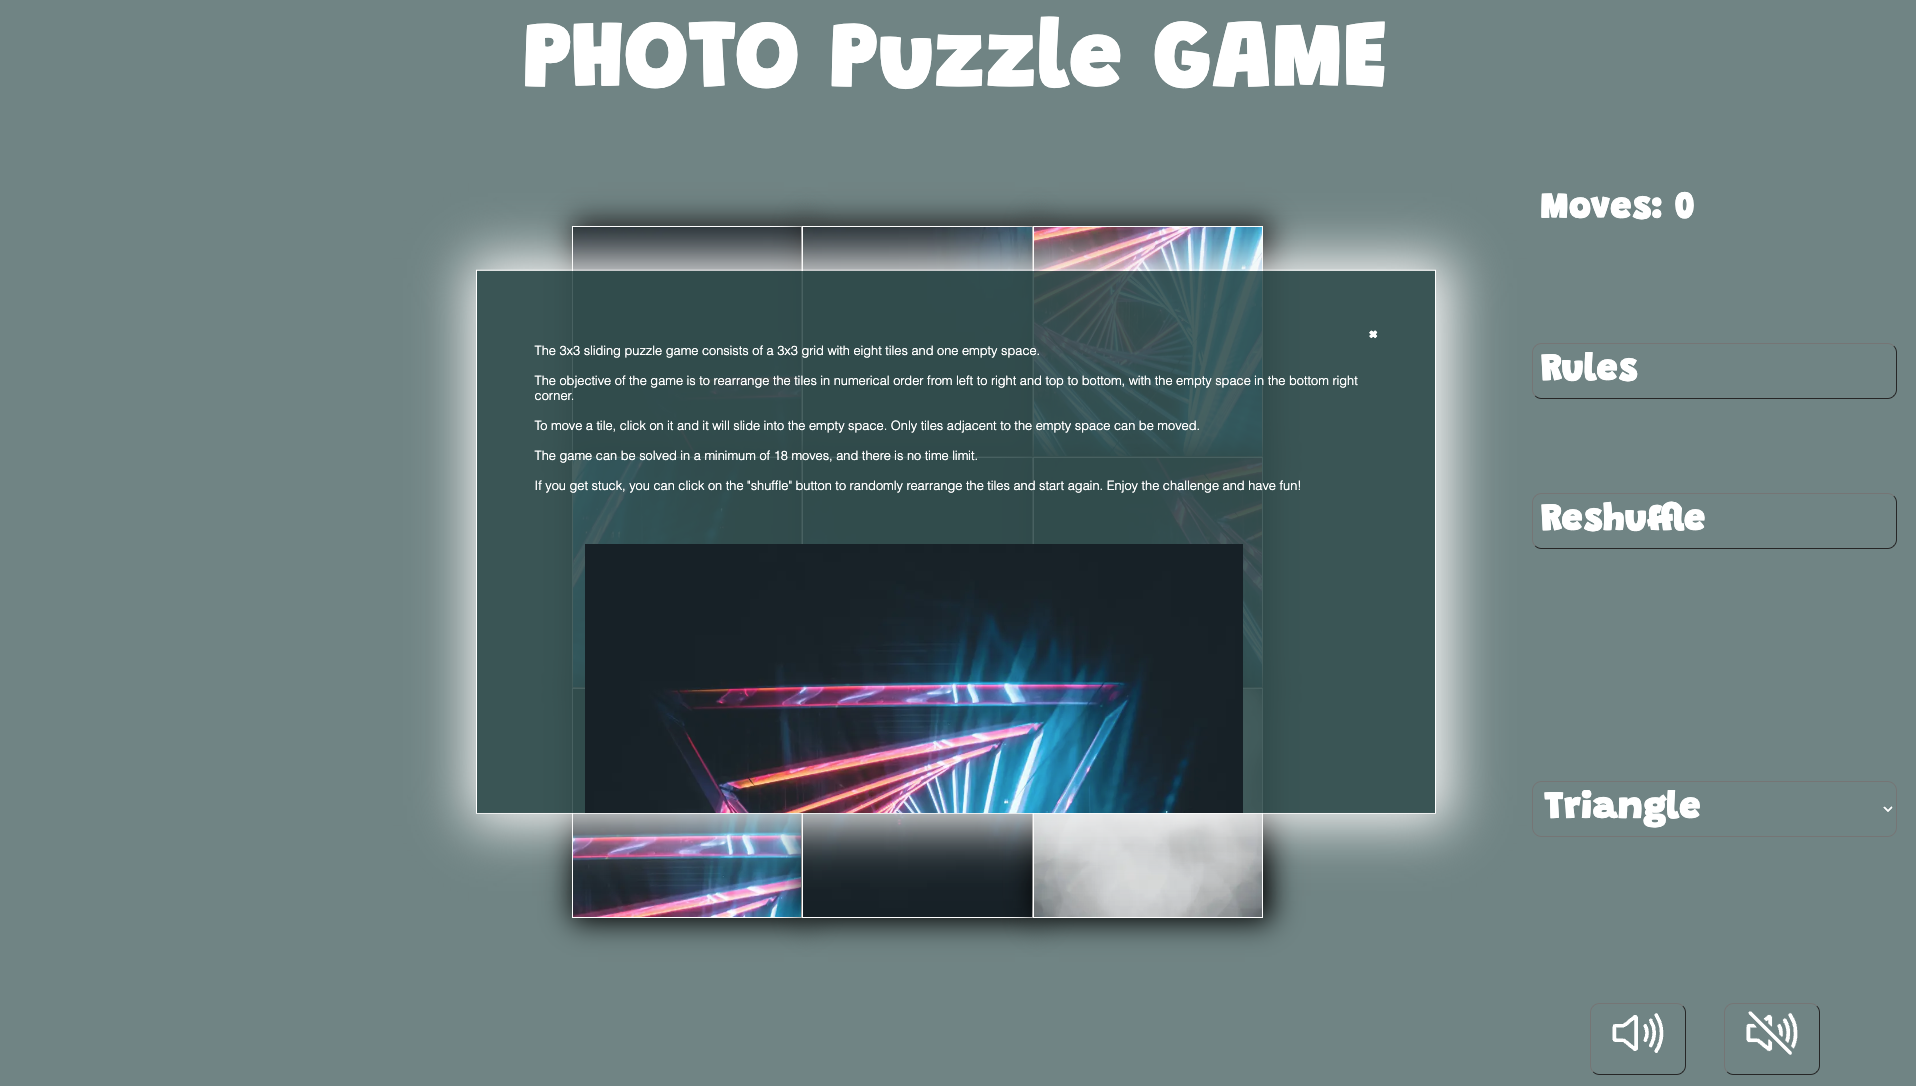 PHOTO Puzzle GAME
Moves: 0
The 3x3 sliding puzzle game consists of a 3x3 grid with eight tiles and one empty space.
The objective of the game is to rearrange the tiles in numerical order from left to right and top to bottom, with the empty space in the bottom right
corner.
To move a tile, click on it and it will slide into the empty space. Only tiles adjacent to the empty space can be moved.
The game can be solved in a minimum of 18 moves, and there is no time limit.
If you get stuck, you can click on the "shuffle" button to randomly rearrange the tiles and start again. Enjoy the challenge and have fun!
Rules
Reshuffle
Triangle